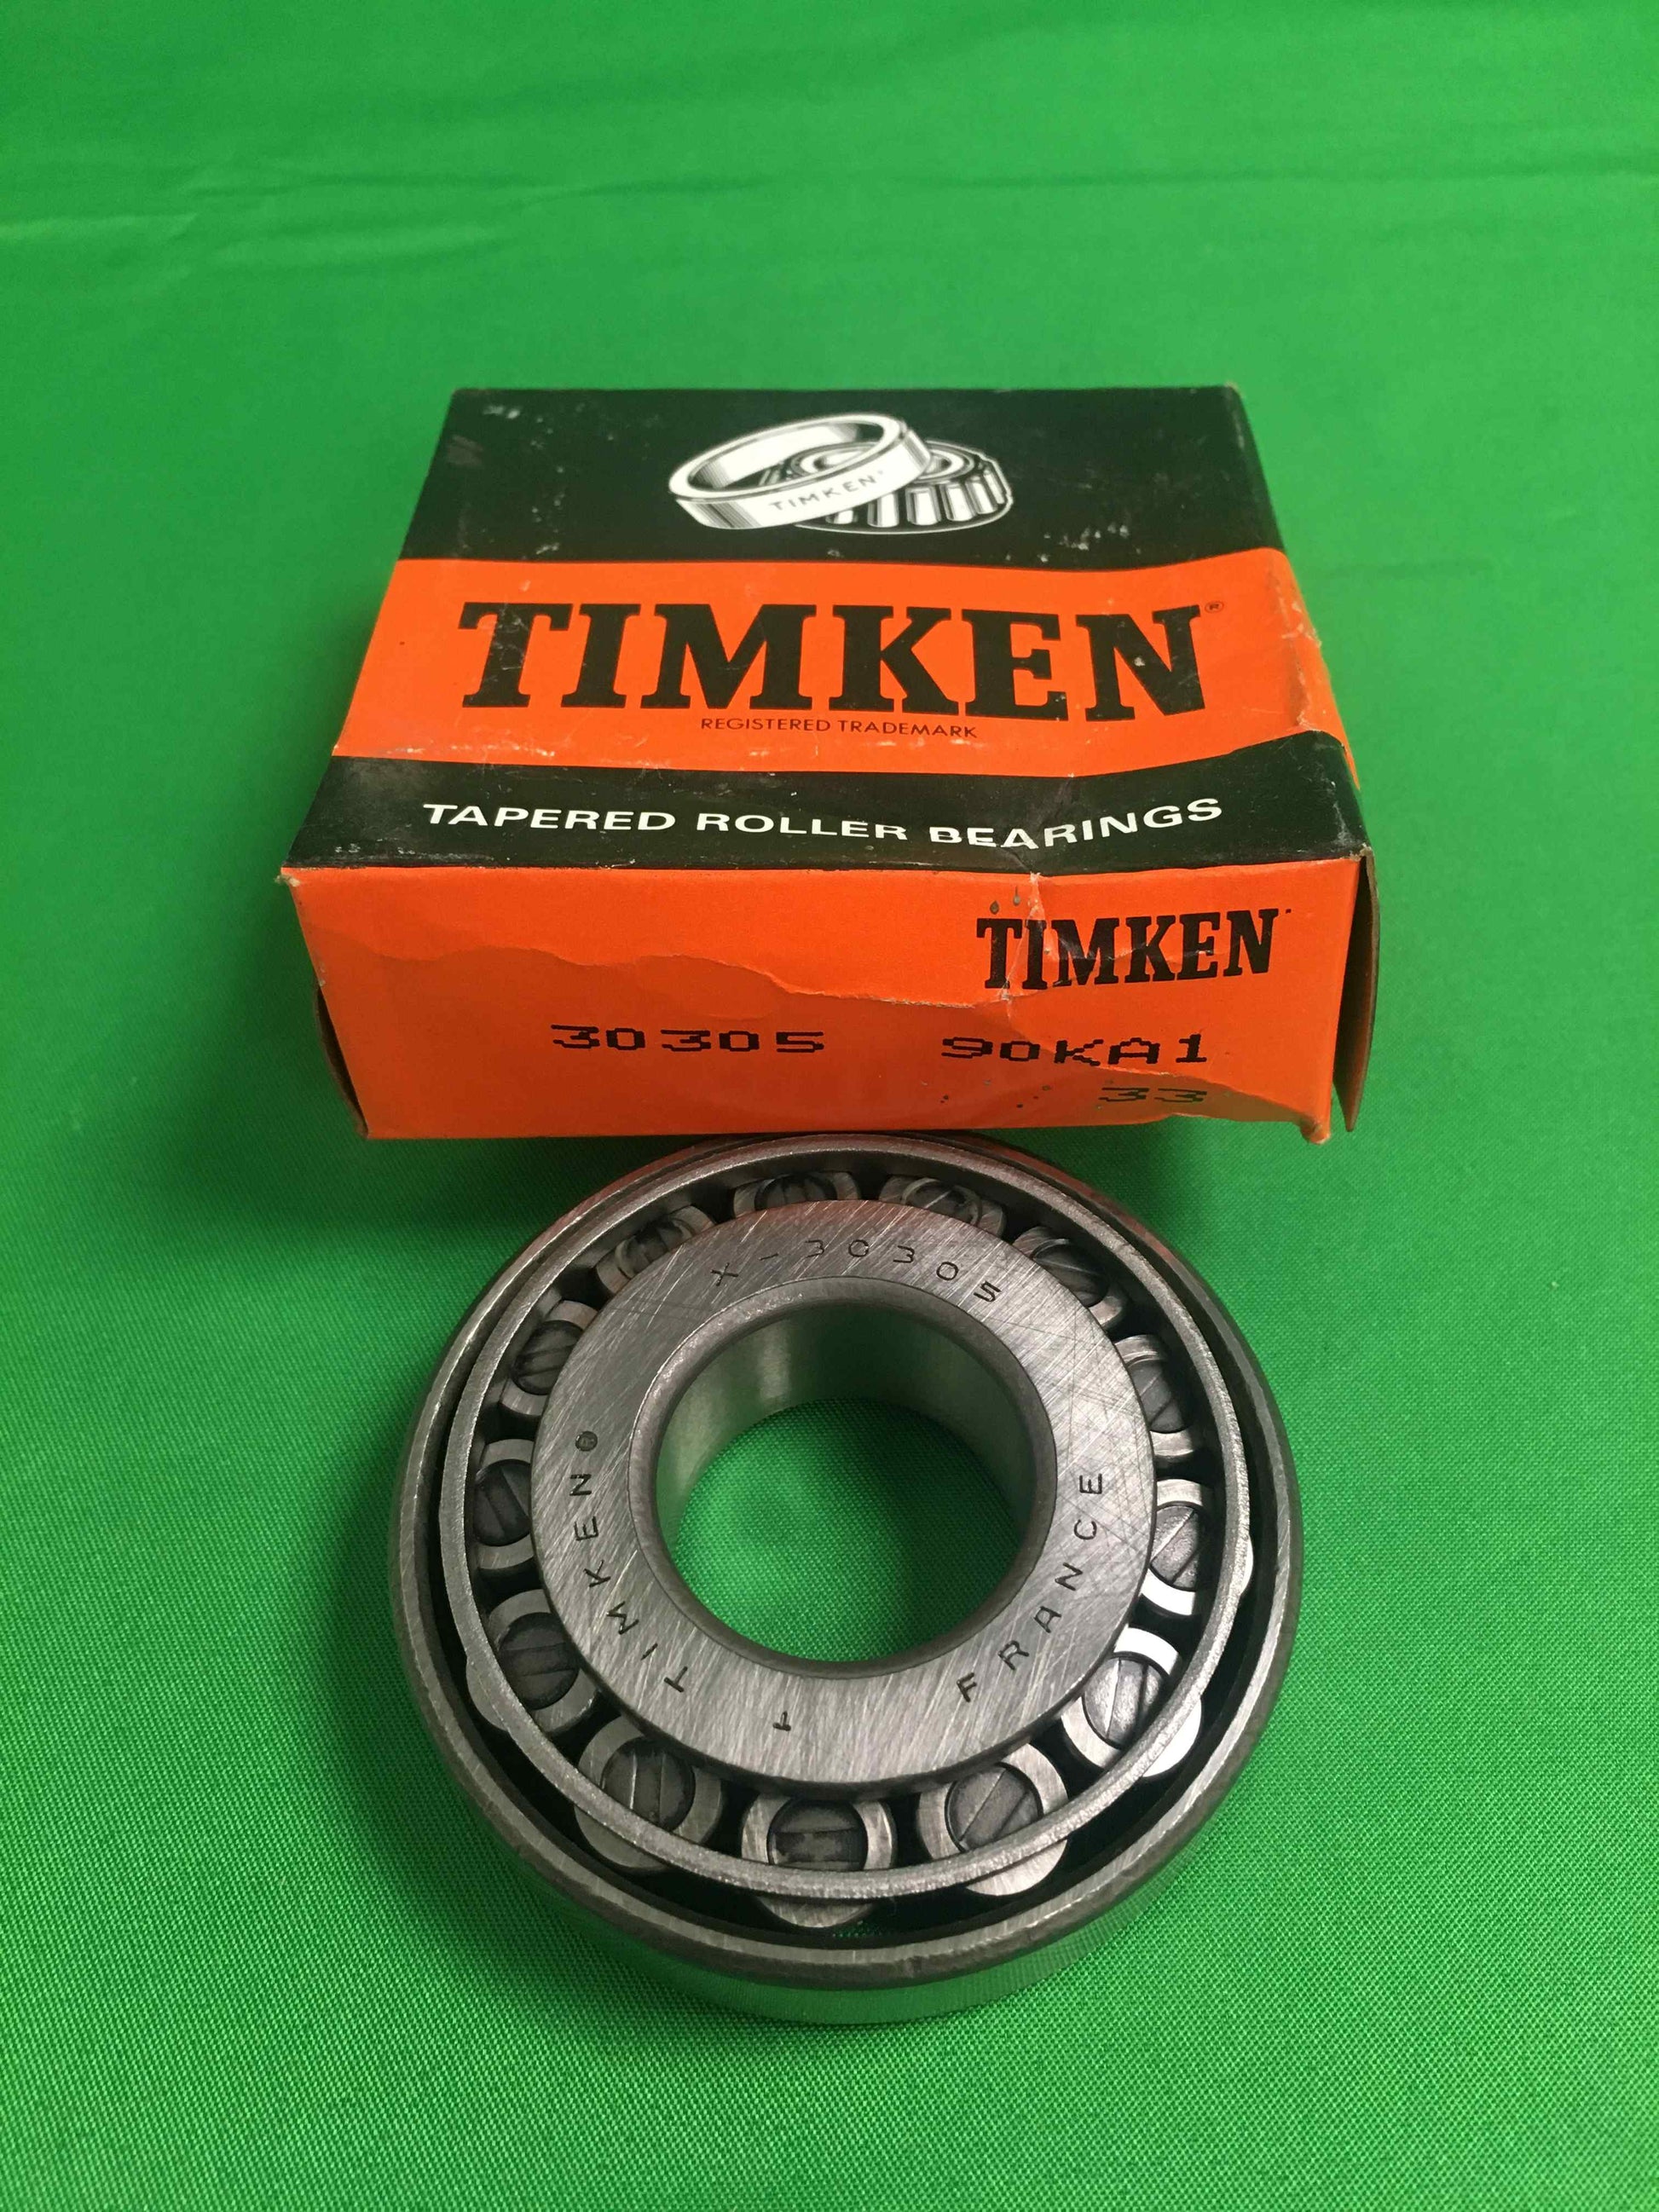 TIMKEN®
TIMKEN®
REGISTERED TRADEMARK
TAPERED ROLLER BEARINGS
TIMKEN
30305 90KA1
33
X-30305
TIMKEN®
T
FRANCE